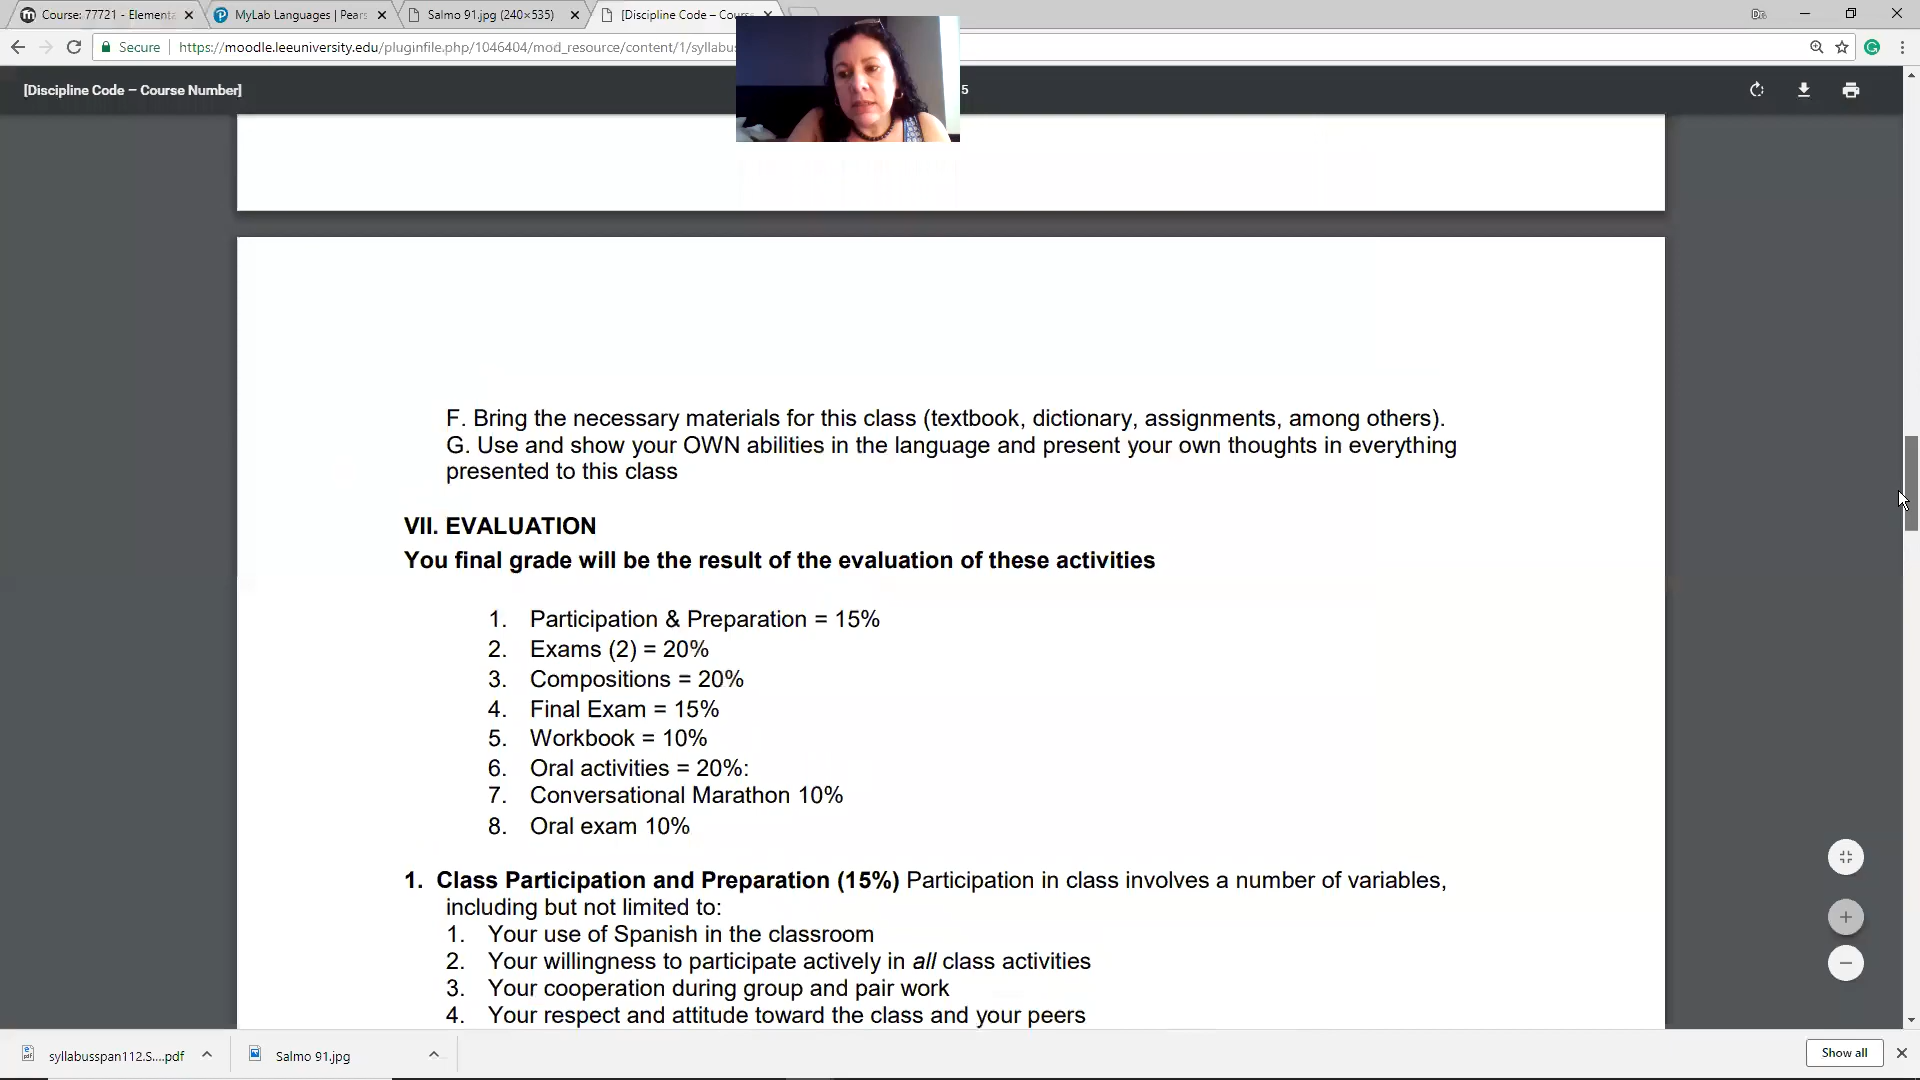 Course: 77721 - Elementa
MyLab Languages | Pears
Salmo 91.jpg (240×535)
[Discipline Code – Cours
Secure
https://moodle.leeuniversity.edu/pluginfile.php/1046404/mod_resource/content/1/syllabus
[Discipline Code – Course Number]
5
F. Bring the necessary materials for this class (textbook, dictionary, assignments, among others).
G. Use and show your OWN abilities in the language and present your own thoughts in everything
presented to this class
VII. EVALUATION
You final grade will be the result of the evaluation of these activities
1. Participation & Preparation = 15%
2. Exams (2) = 20%
3. Compositions = 20%
4. Final Exam = 15%
5. Workbook = 10%
6. Oral activities = 20%:
7. Conversational Marathon 10%
8. Oral exam 10%
1. Class Participation and Preparation (15%) Participation in class involves a number of variables,
including but not limited to:
1. Your use of Spanish in the classroom
2. Your willingness to participate actively in all class activities
3. Your cooperation during group and pair work
4. Your respect and attitude toward the class and your peers
syllabusspan112.S....pdf
Salmo 91.jpg
Show all